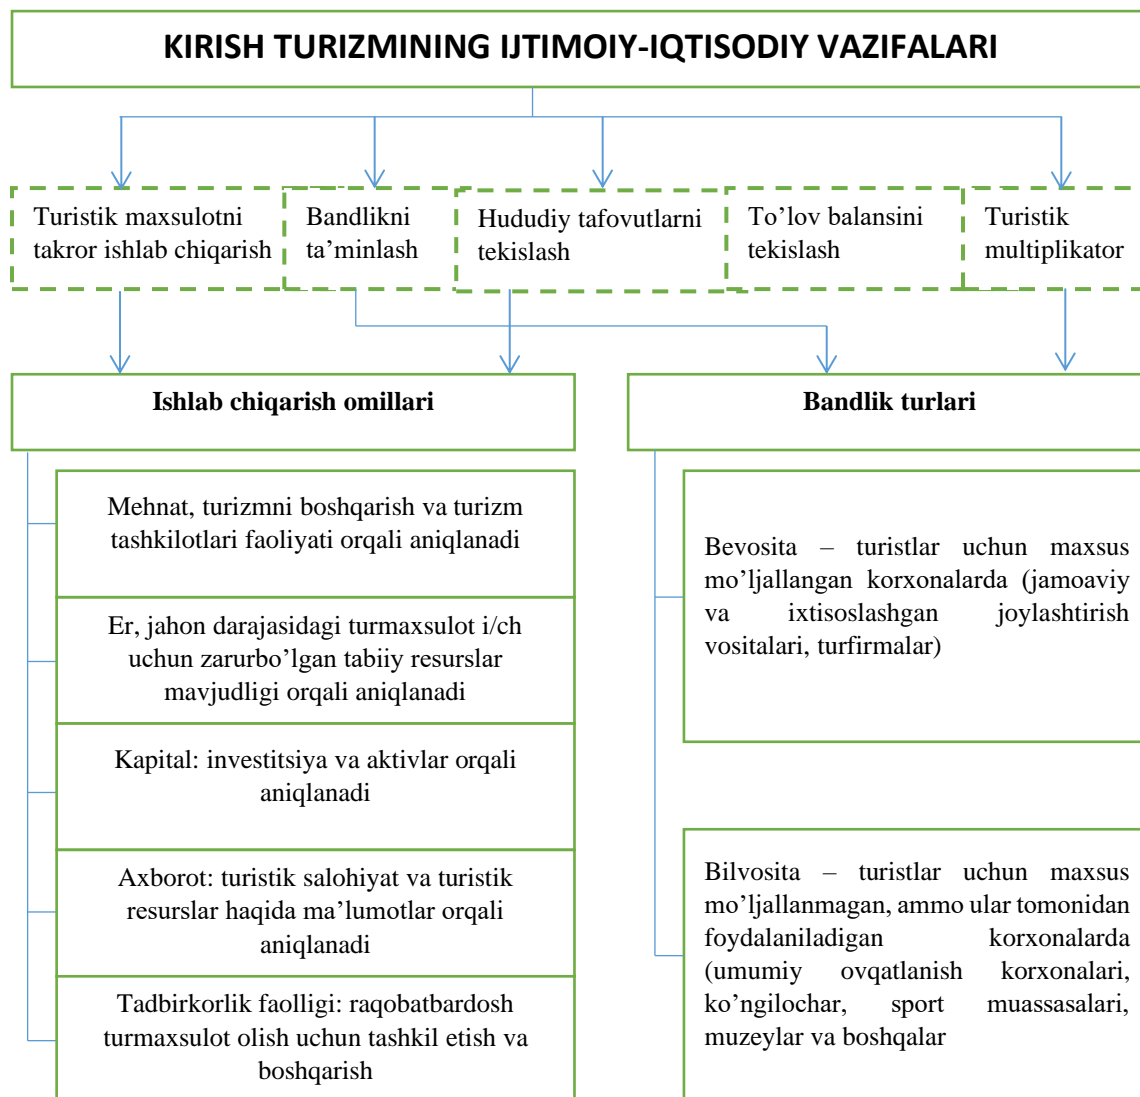 KIRISH TURIZMINING IJTIMOIY-IQTISODIY VAZIFALARI
Turistik maxsulotni
takror ishlab chiqarish
Bandlikni
ta’minlash
Hududiy tafovutlarni
tekislash
To’lov balansini
tekislash
Turistik
multiplikator
Ishlab chiqarish omillari
Mehnat, turizmni boshqarish va turizm
tashkilotlari faoliyati orqali aniqlanadi
Er, jahon darajasidagi turmaxsulot i/ch
uchun zarurbo’lgan tabiiy resurslar
mavjudligi orqali aniqlanadi
Kapital: investitsiya va aktivlar orqali
aniqlanadi
Axborot: turistik salohiyat va turistik
resurslar haqida ma’lumotlar orqali
aniqlanadi
Tadbirkorlik faolligi: raqobatbardosh
turmaxsulot olish uchun tashkil etish va
boshqarish
Bandlik turlari
Bevosita – turistlar uchun maxsus
mo’ljallangan korxonalarda (jamoaviy
va ixtisoslashgan joylashtirish
vositalari, turfirmalar)
Bilvosita – turistlar uchun maxsus
mo’ljallanmagan, ammo ular tomonidan
foydalaniladigan korxonalarda
(umumiy ovqatlanish korxonalari,
ko’ngilochar, sport muassasalari,
muzeylar va boshqalar